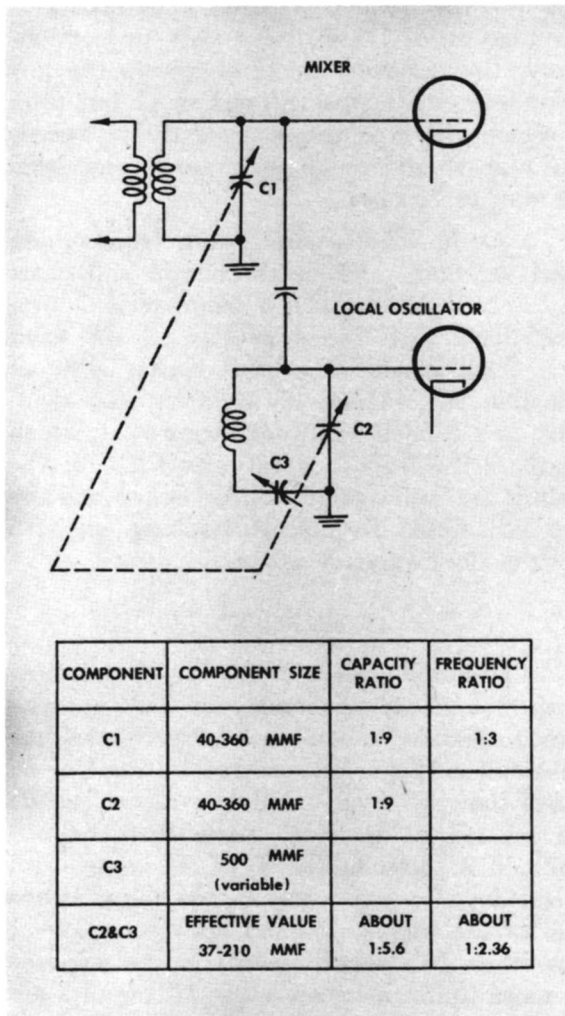 MIXER
C1
LOCAL OSCILLATOR
C2
C3
COMPONENT COMPONENT SIZE CAPACITY RATIO FREQUENCY RATIO
C1 40-360 MMF 1:9 1:3
C2 40-360 MMF 1:9
C3 500 MMF (variable)
C2&C3 EFFECTIVE VALUE 37-210 MMF ABOUT 1:5.6 ABOUT 1:2.36